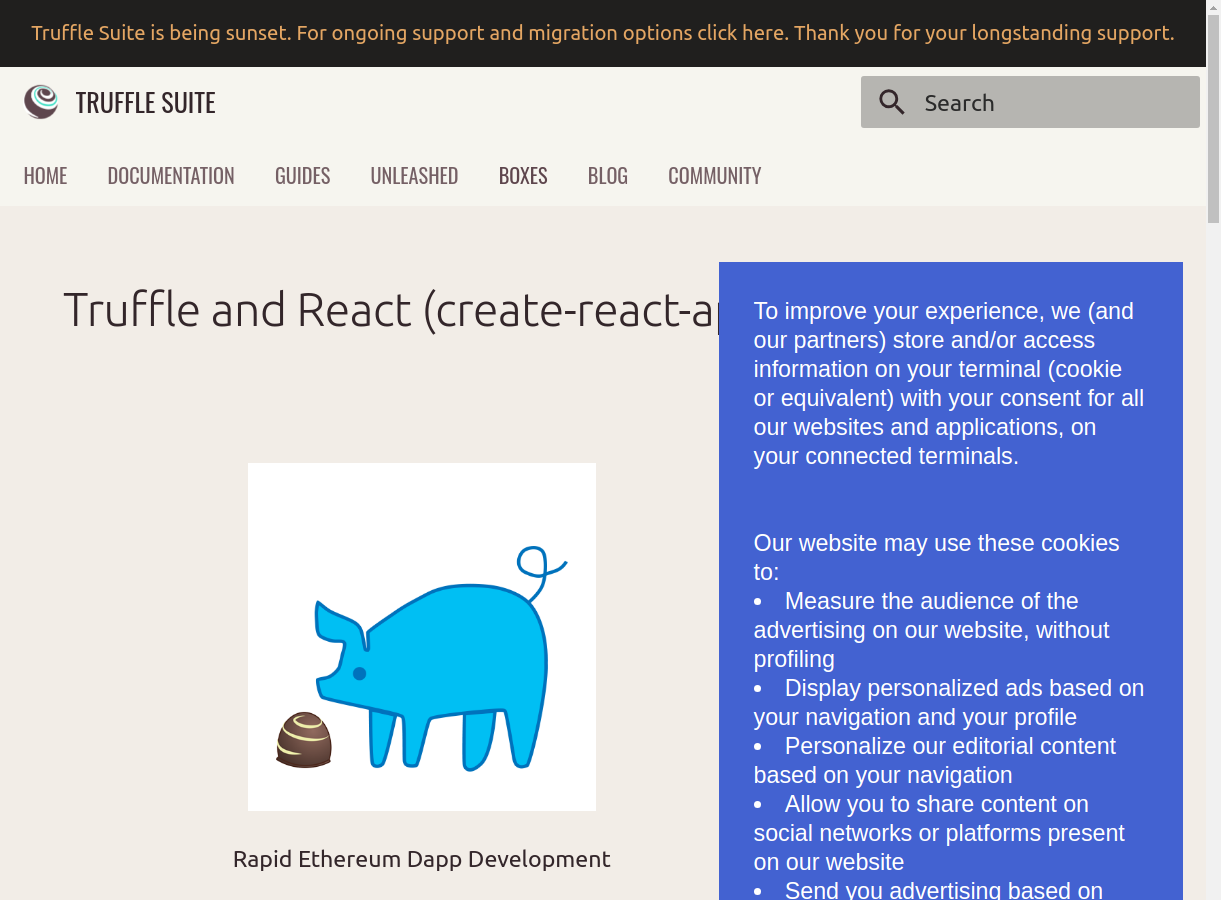 Truffle Suite is being sunset. For ongoing support and migration options click here. Thank you for your longstanding support.
TRUFFLE SUITE
Search
HOME DOCUMENTATION GUIDES UNLEASHED BOXES BLOG COMMUNITY
Truffle and React (create-react-a
Rapid Ethereum Dapp Development
To improve your experience, we (and
our partners) store and/or access
information on your terminal (cookie
or equivalent) with your consent for all
our websites and applications, on
your connected terminals.
Our website may use these cookies
to:
• Measure the audience of the
advertising on our website, without
profiling
• Display personalized ads based on
your navigation and your profile
• Personalize our editorial content
based on your navigation
• Allow you to share content on
social networks or platforms present
on our website
• Send you advertising based on